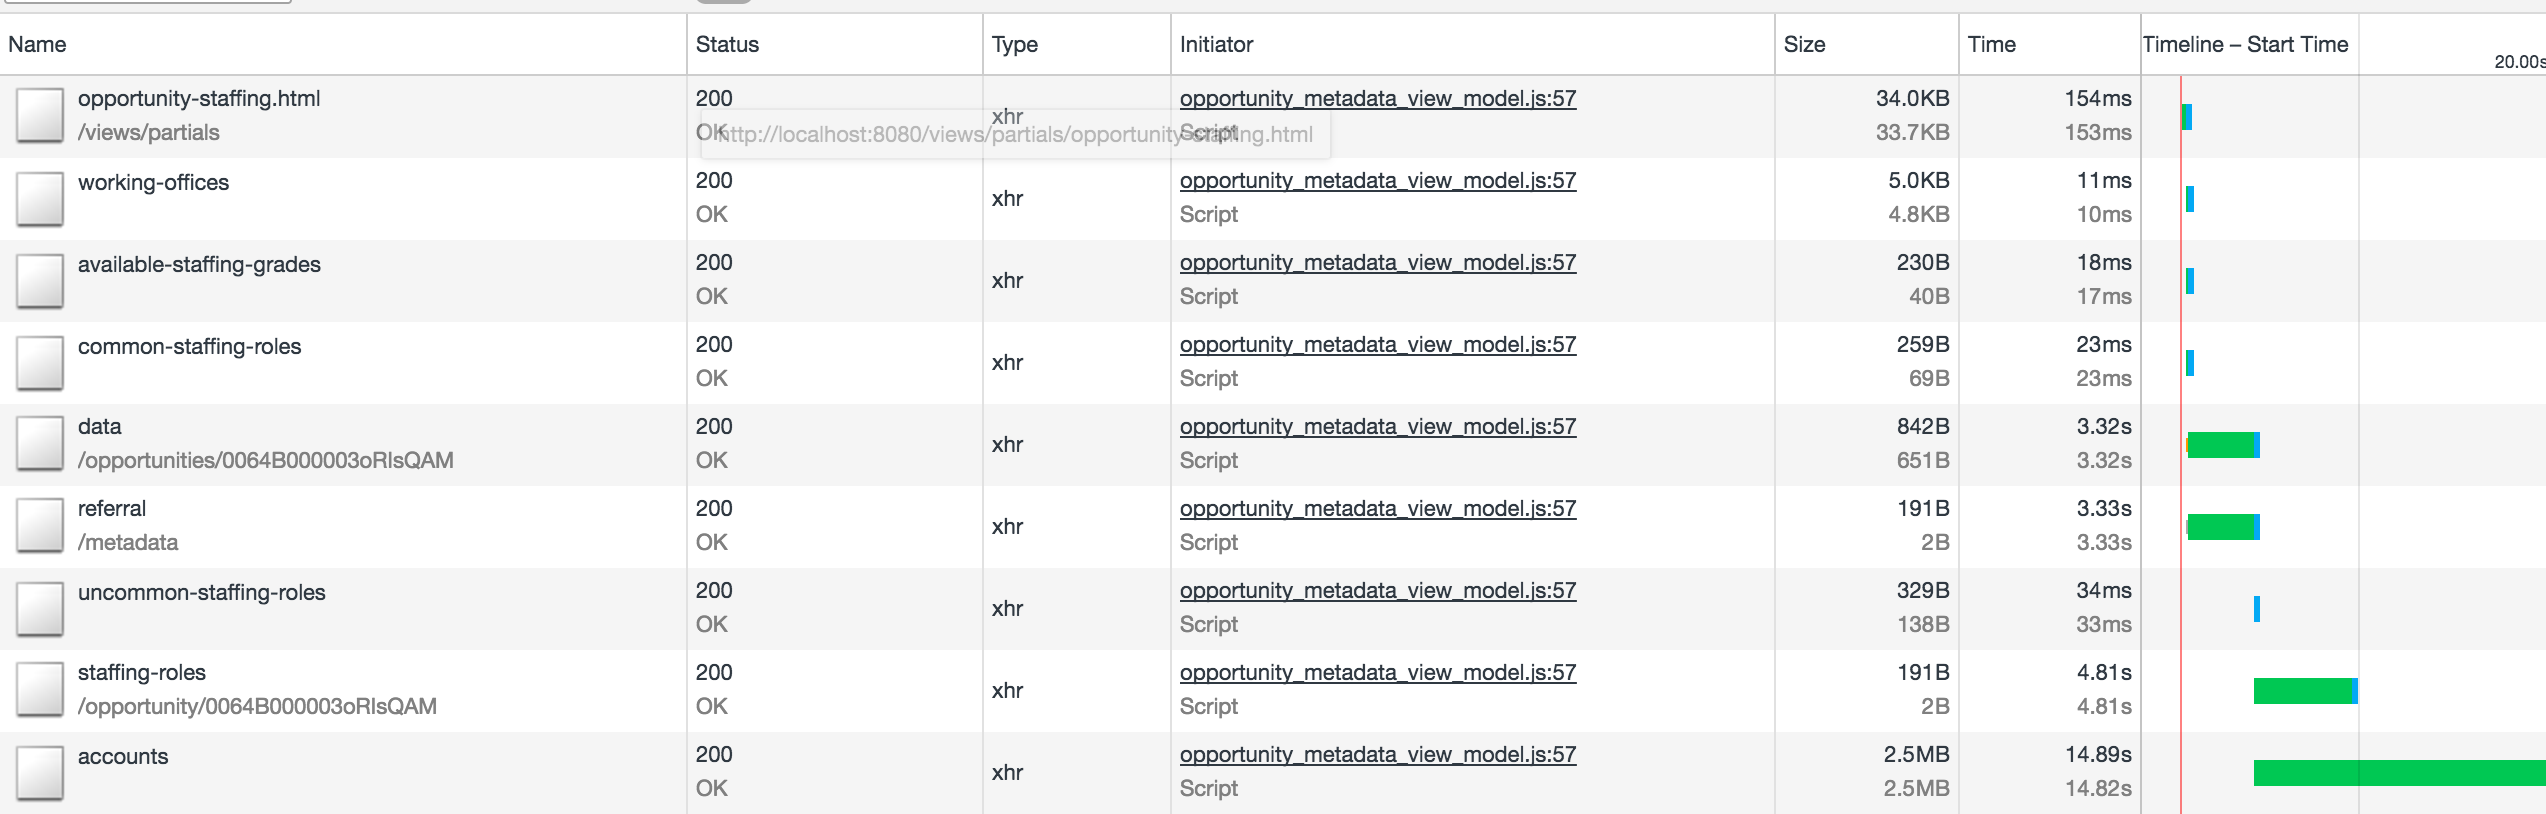 Name Status Type Initiator Size Time Timeline – Start Time 20.00s
opportunity-staffing.html 200 xhr opportunity_metadata_view_model.js:57 34.0KB 154ms
/views/partials OK Script 33.7KB 153ms
http://localhost:8080/views/partials/opportunity-staffing.html
working-offices 200 xhr opportunity_metadata_view_model.js:57 5.0KB 11ms
OK Script 4.8KB 10ms
available-staffing-grades 200 xhr opportunity_metadata_view_model.js:57 230B 18ms
OK Script 40B 17ms
common-staffing-roles 200 xhr opportunity_metadata_view_model.js:57 259B 23ms
OK Script 69B 23ms
data 200 xhr opportunity_metadata_view_model.js:57 842B 3.32s
/opportunities/0064B000003oRlsQAM OK Script 651B 3.32s
referral 200 xhr opportunity_metadata_view_model.js:57 191B 3.33s
/metadata OK Script 2B 3.33s
uncommon-staffing-roles 200 xhr opportunity_metadata_view_model.js:57 329B 34ms
OK Script 138B 33ms
staffing-roles 200 xhr opportunity_metadata_view_model.js:57 191B 4.81s
/opportunity/0064B000003oRlsQAM OK Script 2B 4.81s
accounts 200 xhr opportunity_metadata_view_model.js:57 2.5MB 14.89s
OK Script 2.5MB 14.82s